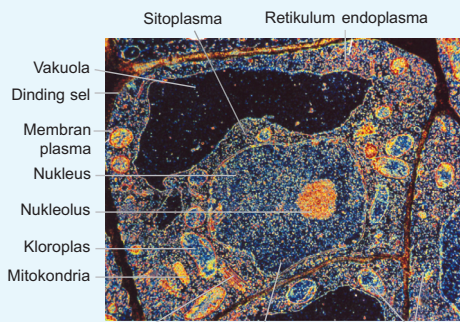 Sitoplasma
Retikulum endoplasma
Vakuola
Dinding sel
Membran
plasma
Nukleus
Nukleolus
Kloroplas
Mitokondria